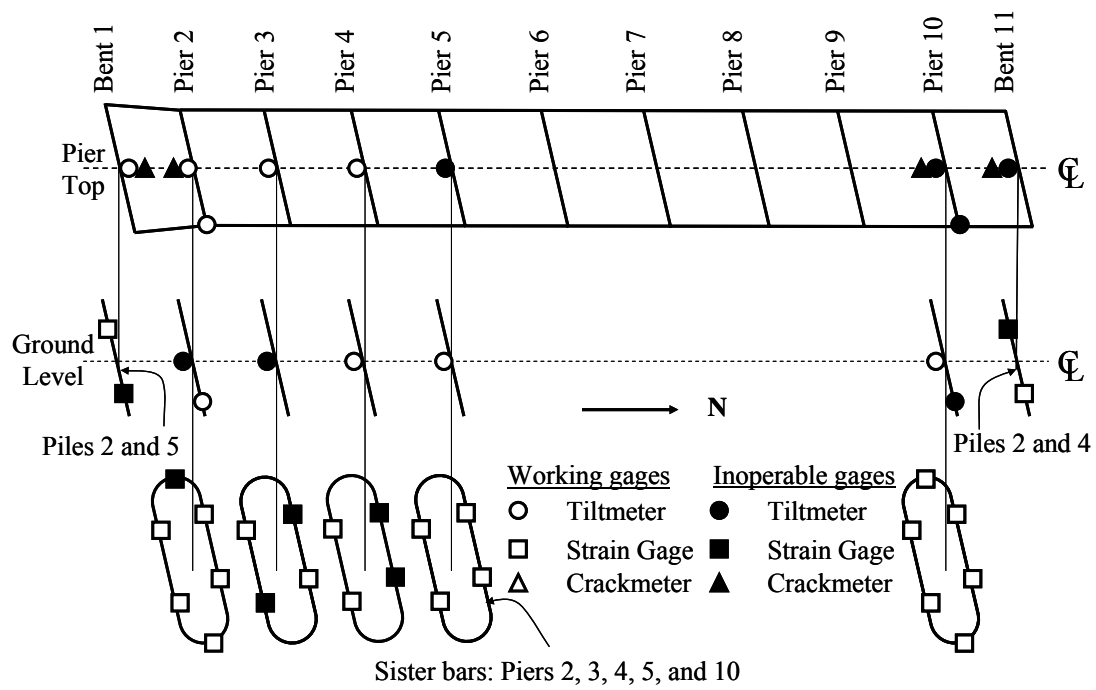 Bent 1
Pier 2
Pier 3
Pier 4
Pier 5
Pier 6
Pier 7
Pier 8
Pier 9
Pier 10
Bent 11
Pier
Top
℄
Ground
Level
℄
N
Piles 2 and 5
Piles 2 and 4
Working gages
Inoperable gages
Tiltmeter
Tiltmeter
Strain Gage
Strain Gage
Crackmeter
Crackmeter
Sister bars: Piers 2, 3, 4, 5, and 10